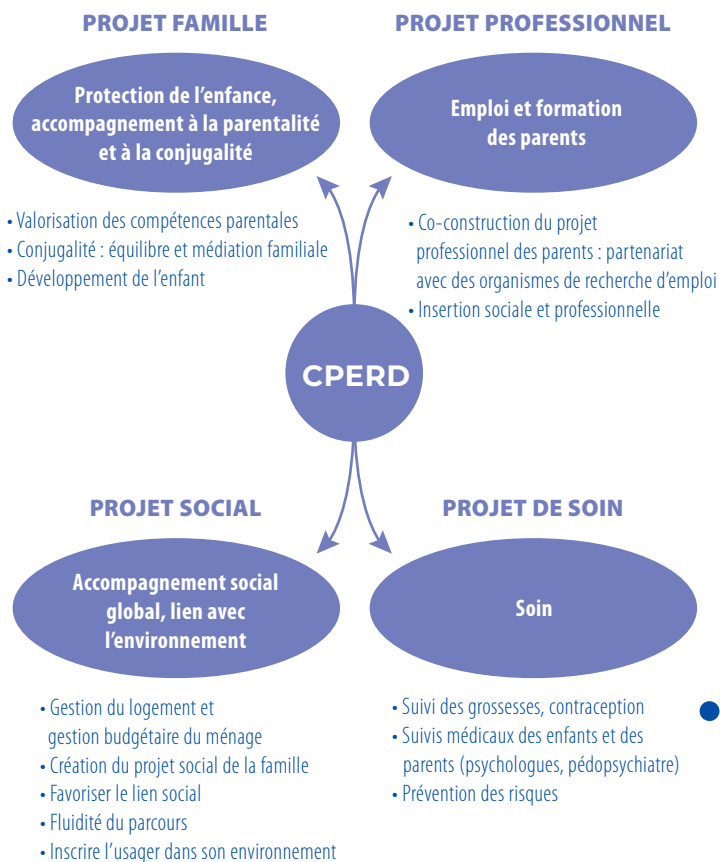 PROJET FAMILLE
Protection de l’enfance,
accompagnement à la parentalité
et à la conjugalité
• Valorisation des compétences parentales
• Conjugalité : équilibre et médiation familiale
• Développement de l’enfant
PROJET PROFESSIONNEL
Emploi et formation
des parents
• Co-construction du projet
professionnel des parents : partenariat
avec des organismes de recherche d’emploi
• Insertion sociale et professionnelle
CPERD
PROJET SOCIAL
Accompagnement social
global, lien avec
l’environnement
• Gestion du logement et
gestion budgétaire du ménage
• Création du projet social de la famille
• Favoriser le lien social
• Fluidité du parcours
• Inscrire l’usager dans son environnement
PROJET DE SOIN
Soin
• Suivi des grossesses, contraception
• Suivis médicaux des enfants et des
parents (psychologues, pédopsychiatre)
• Prévention des risques